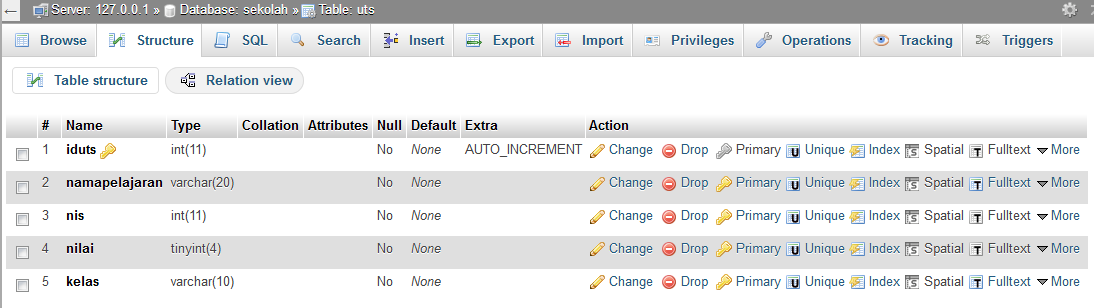 Server: 127.0.0.1 » Database: sekolah » Table: uts
Browse Structure SQL Search Insert Export Import Privileges Operations Tracking Triggers
Table structure Relation view
# Name Type Collation Attributes Null Default Extra Action
1 iduts int(11) No None AUTO_INCREMENT Change Drop Primary Unique Index Spatial Fulltext More
2 namapelajaran varchar(20) No None Change Drop Primary Unique Index Spatial Fulltext More
3 nis int(11) No None Change Drop Primary Unique Index Spatial Fulltext More
4 nilai tinyint(4) No None Change Drop Primary Unique Index Spatial Fulltext More
5 kelas varchar(10) No None Change Drop Primary Unique Index Spatial Fulltext More